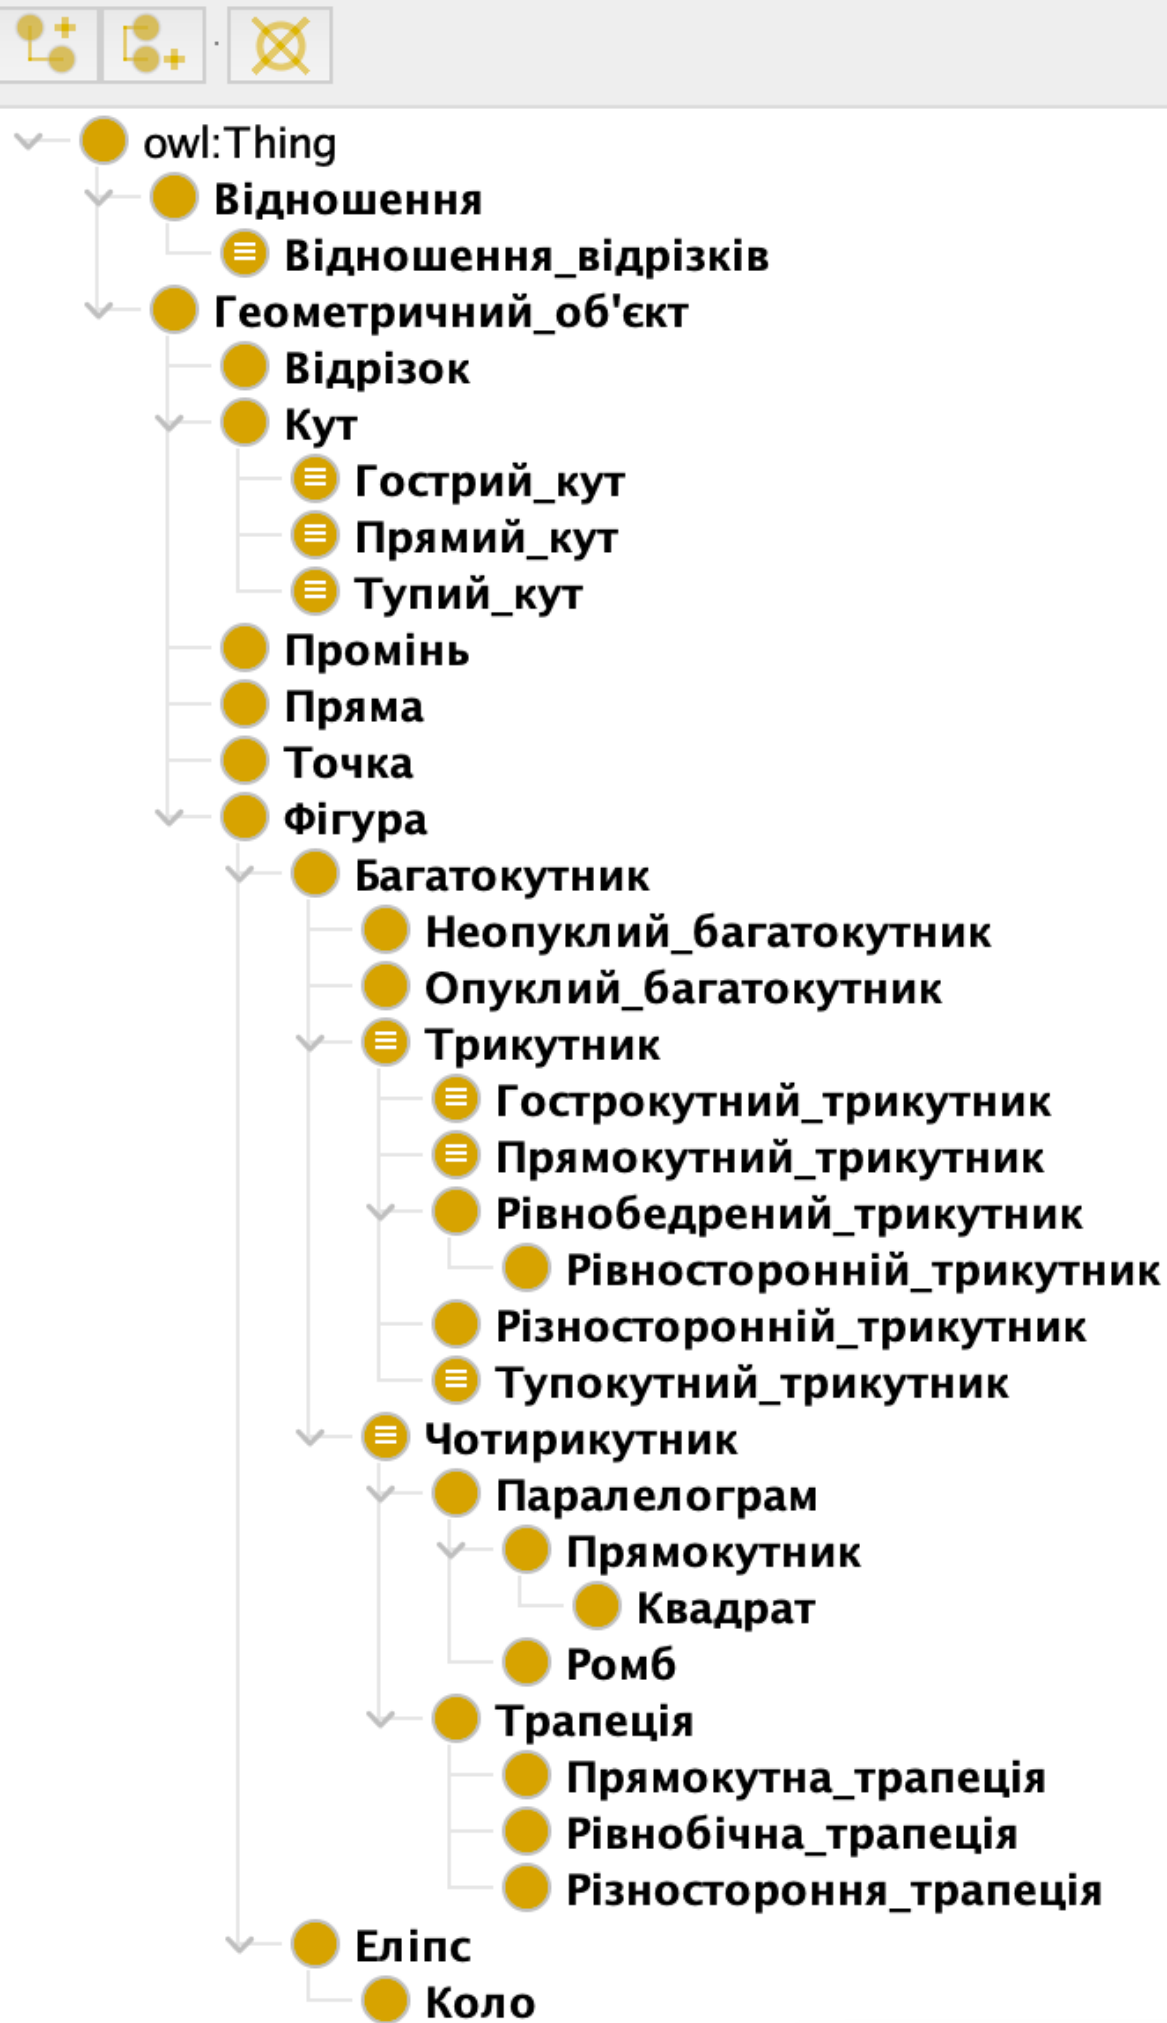 owl:Thing
Відношення
Відношення_відрізків
Геометричний_об'єкт
Відрізок
Кут
Гострий_кут
Прямий_кут
Тупий_кут
Промінь
Пряма
Точка
Фігура
Багатокутник
Неопуклий_багатокутник
Опуклий_багатокутник
Трикутник
Гострокутний_трикутник
Прямокутний_трикутник
Рівнобедрений_трикутник
Рівносторонній_трикутник
Різносторонній_трикутник
Тупокутний_трикутник
Чотирикутник
Паралелограм
Прямокутник
Квадрат
Ромб
Трапеція
Прямокутна_трапеція
Рівнобічна_трапеція
Різностороння_трапеція
Еліпс
Коло